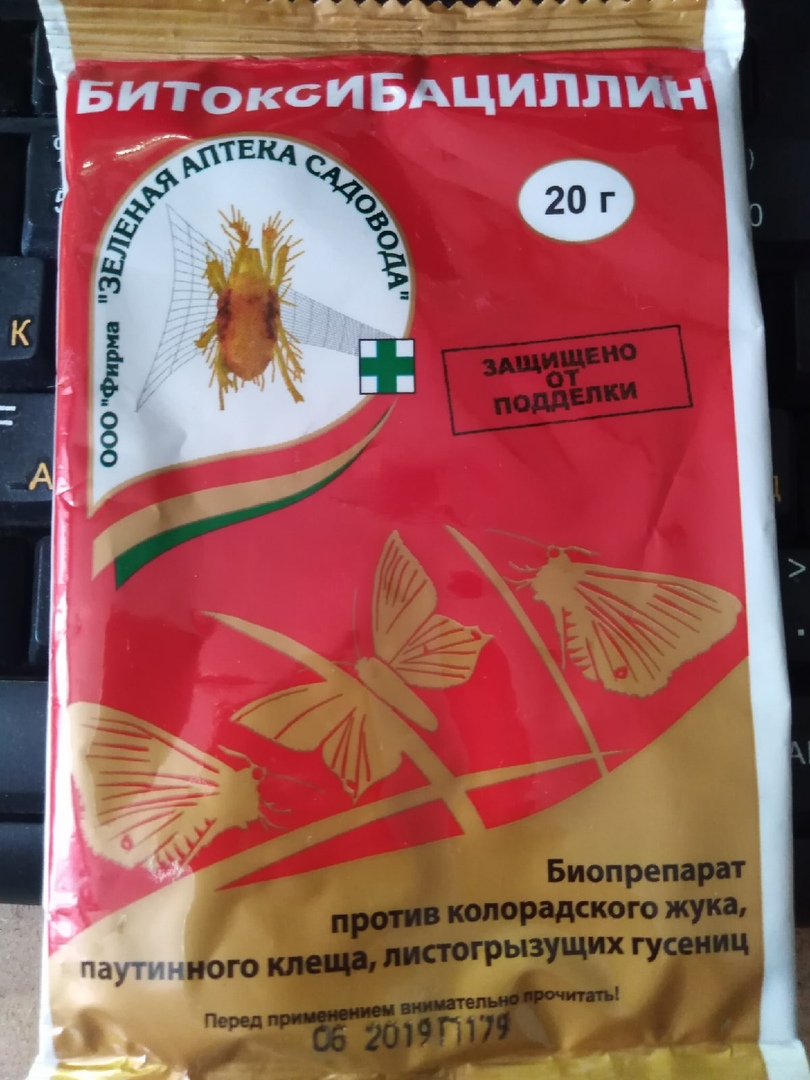 БИТОКСИБАЦИЛЛИН
ООО "Фирма "ЗЕЛЕНАЯ АПТЕКА САДОВОДА"
20 г
ЗАЩИЩЕНО
ОТ
ПОДДЕЛКИ
Биопрепарат
против колорадского жука,
паутинного клеща, листогрызущих гусениц
Перед применением внимательно прочитать!
06 2019 П179
К
А